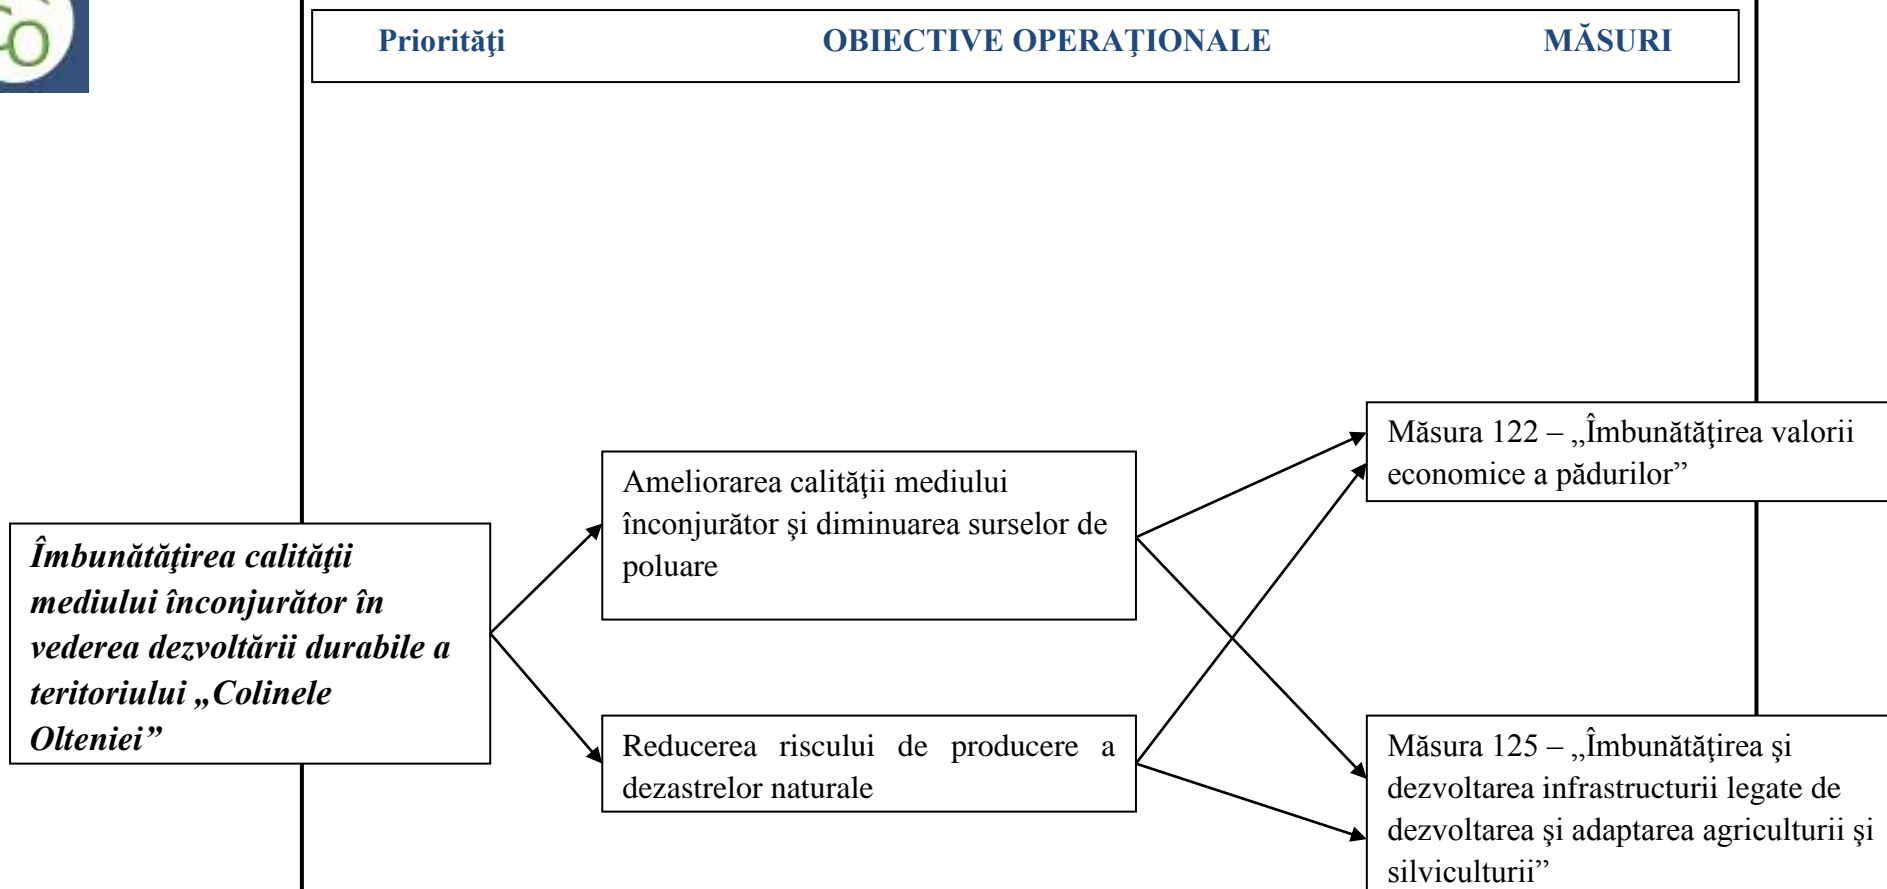 CO
Priorităţi OBIECTIVE OPERAŢIONALE MĂSURI
Îmbunătăţirea calităţii
mediului înconjurător în
vederea dezvoltării durabile a
teritoriului „Colinele
Olteniei”
Ameliorarea calităţii mediului
înconjurător şi diminuarea surselor de
poluare
Reducerea riscului de producere a
dezastrelor naturale
Măsura 122 – „Îmbunătăţirea valorii
economice a pădurilor”
Măsura 125 – „Îmbunătăţirea şi
dezvoltarea infrastructurii legate de
dezvoltarea şi adaptarea agriculturii şi
silviculturii”